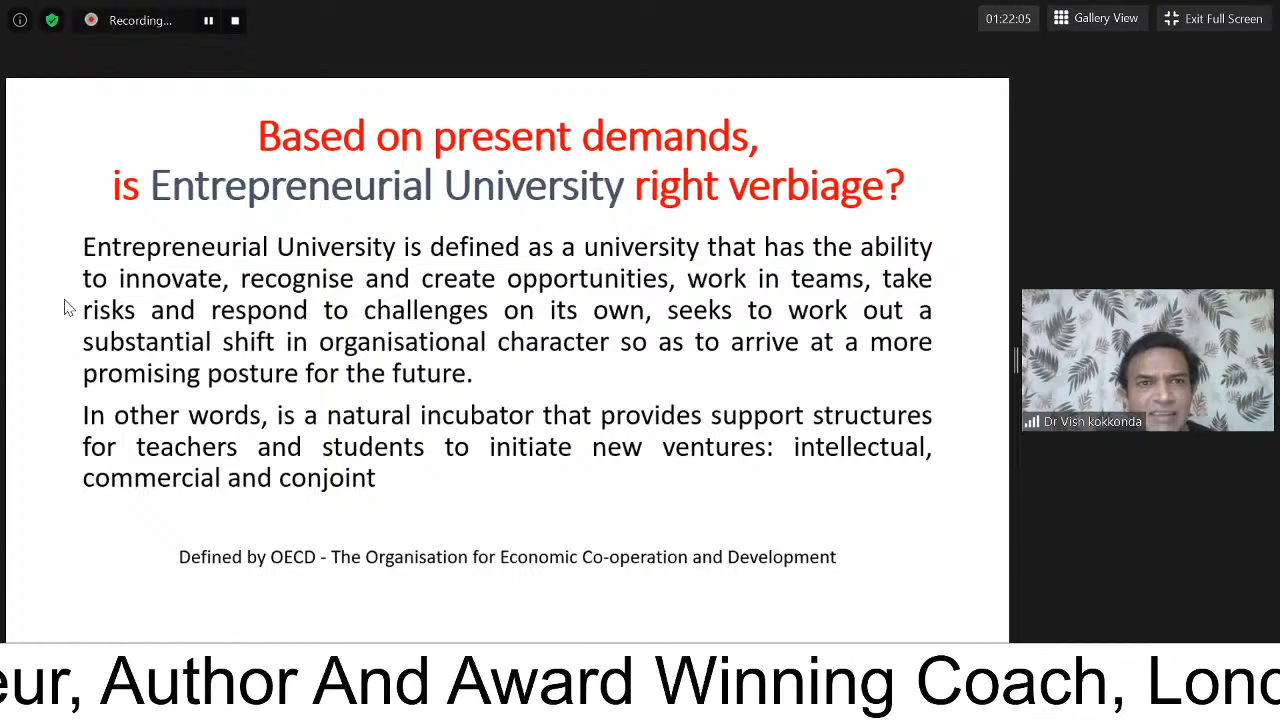 Recording...
01:22:05
Gallery View
Exit Full Screen
Based on present demands,
is Entrepreneurial University right verbiage?
Entrepreneurial University is defined as a university that has the ability
to innovate, recognise and create opportunities, work in teams, take
risks and respond to challenges on its own, seeks to work out a
substantial shift in organisational character so as to arrive at a more
promising posture for the future.
In other words, is a natural incubator that provides support structures
for teachers and students to initiate new ventures: intellectual,
commercial and conjoint
Defined by OECD - The Organisation for Economic Co-operation and Development
Dr Visn kokkonda
eur, Author And Award Winning Coach, Lond